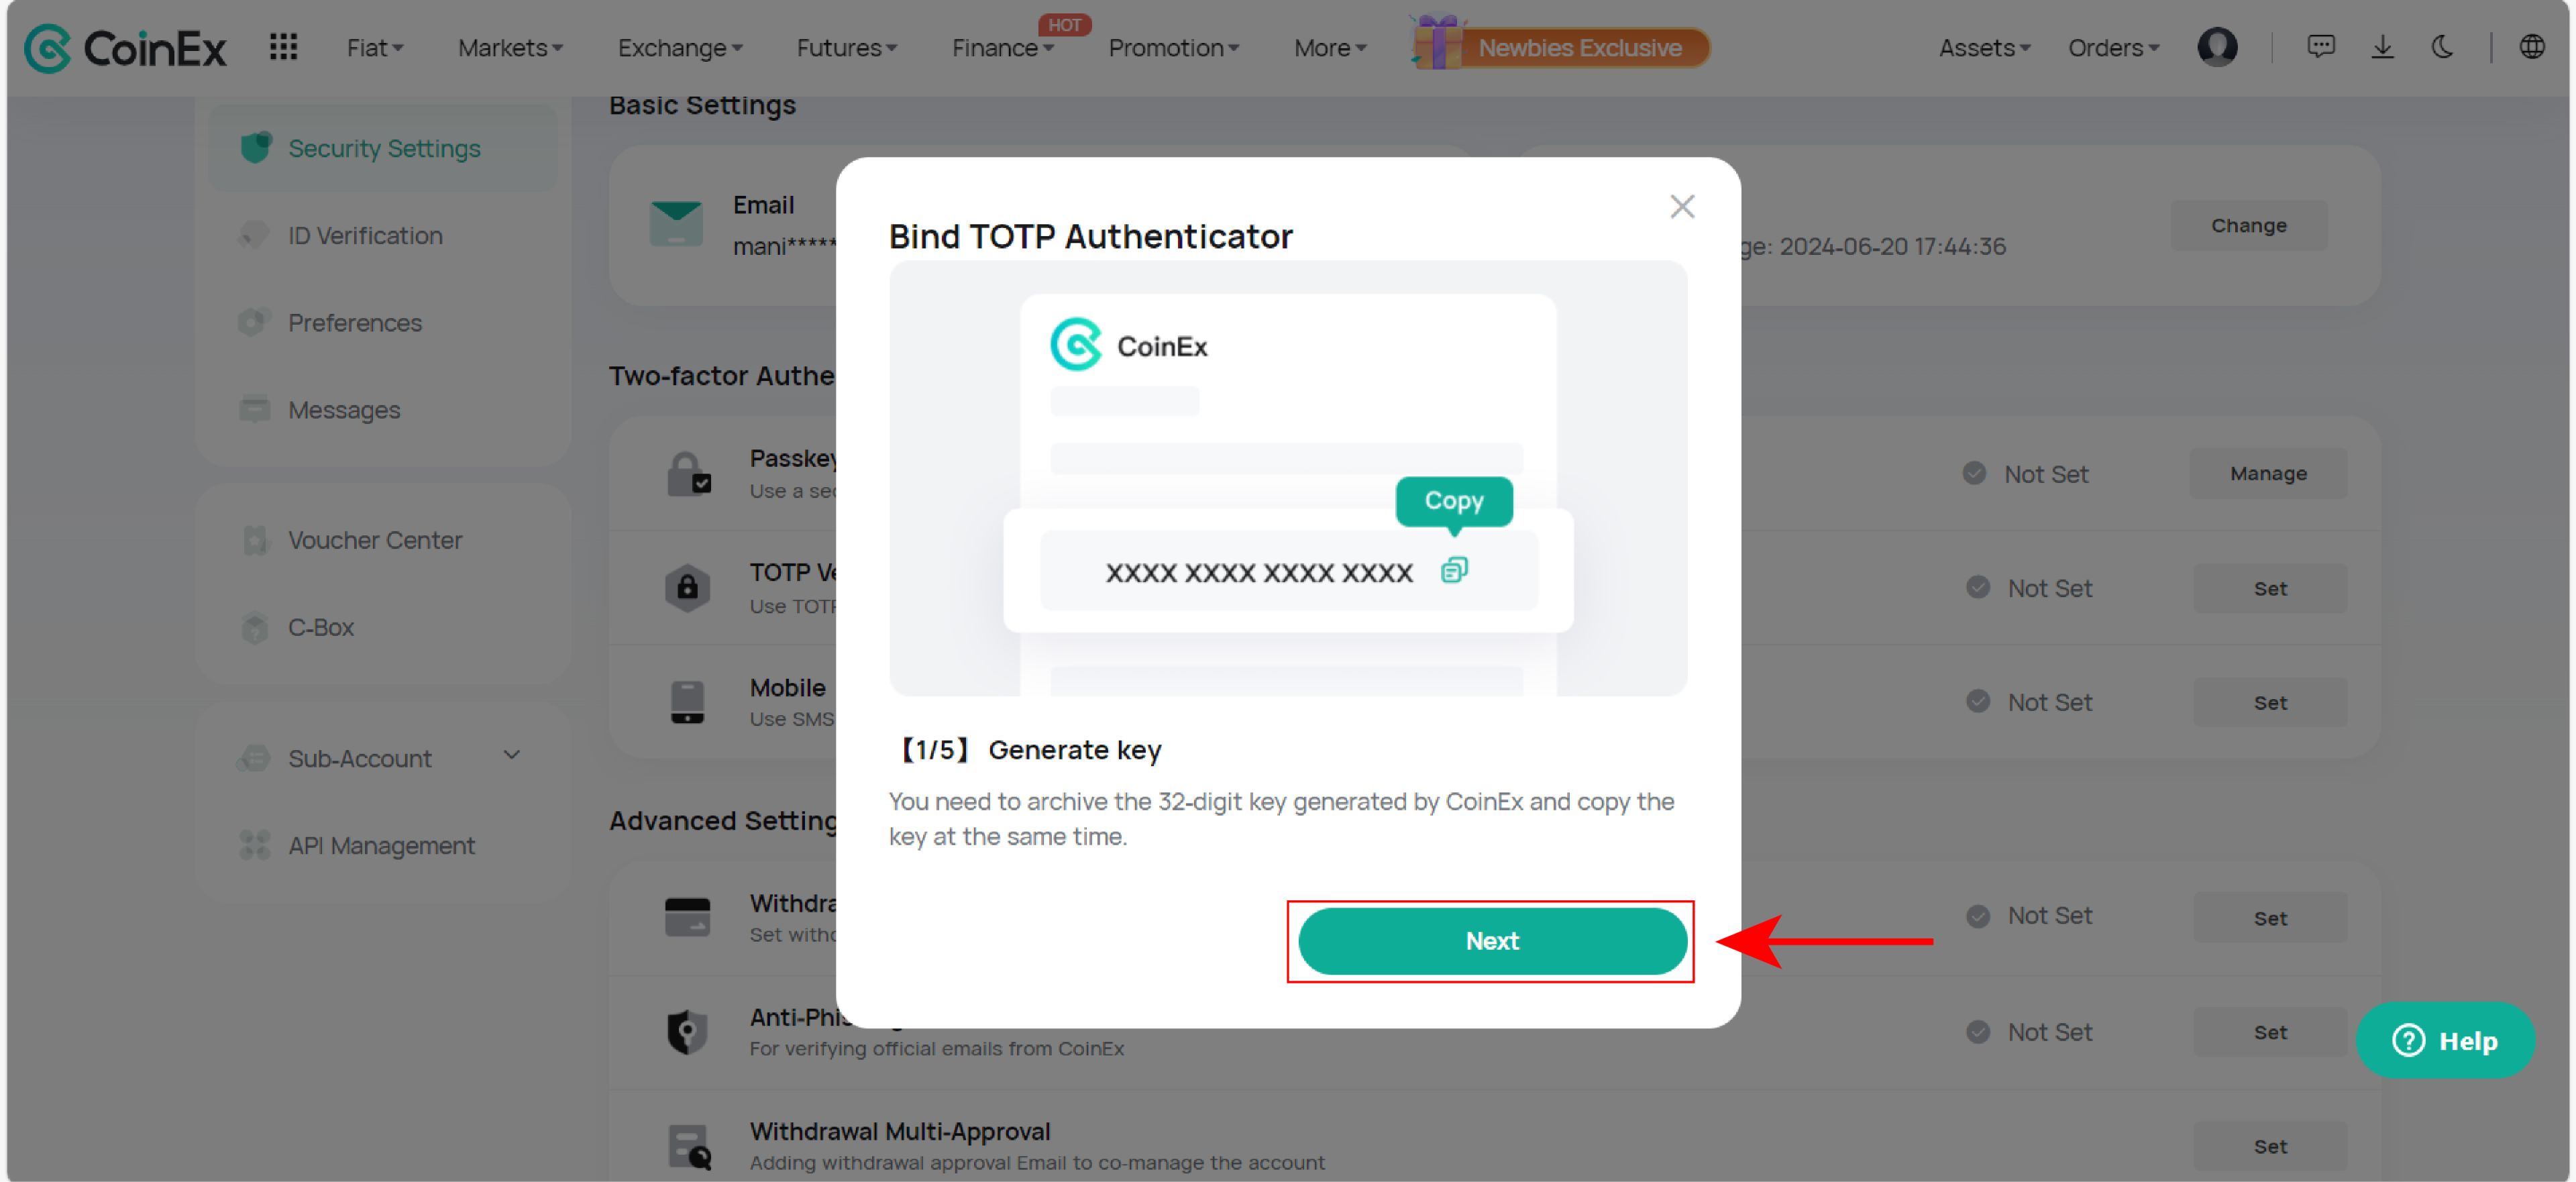 CoinEx
Fiat
Markets
Exchange
Futures
Finance
HOT
Promotion
More
Newbies Exclusive
Assets
Orders
Basic Settings
Security Settings
ID Verification
Preferences
Messages
Voucher Center
C-Box
Sub-Account
API Management
Email
mani*****
ge: 2024-06-20 17:44:36
Change
Two-factor Authe
Passkey
Use a sec
Not Set
Manage
TOTP Ve
Use TOTP
Not Set
Set
Mobile
Use SMS
Not Set
Set
Advanced Setting
Withdra
Set withd
Not Set
Set
Anti-Phi
For verifying official emails from CoinEx
Not Set
Set
Withdrawal Multi-Approval
Adding withdrawal approval Email to co-manage the account
Set
Bind TOTP Authenticator
CoinEx
Copy
XXXX XXXX XXXX XXXX
【1/5】 Generate key
You need to archive the 32-digit key generated by CoinEx and copy the
key at the same time.
Next
Help